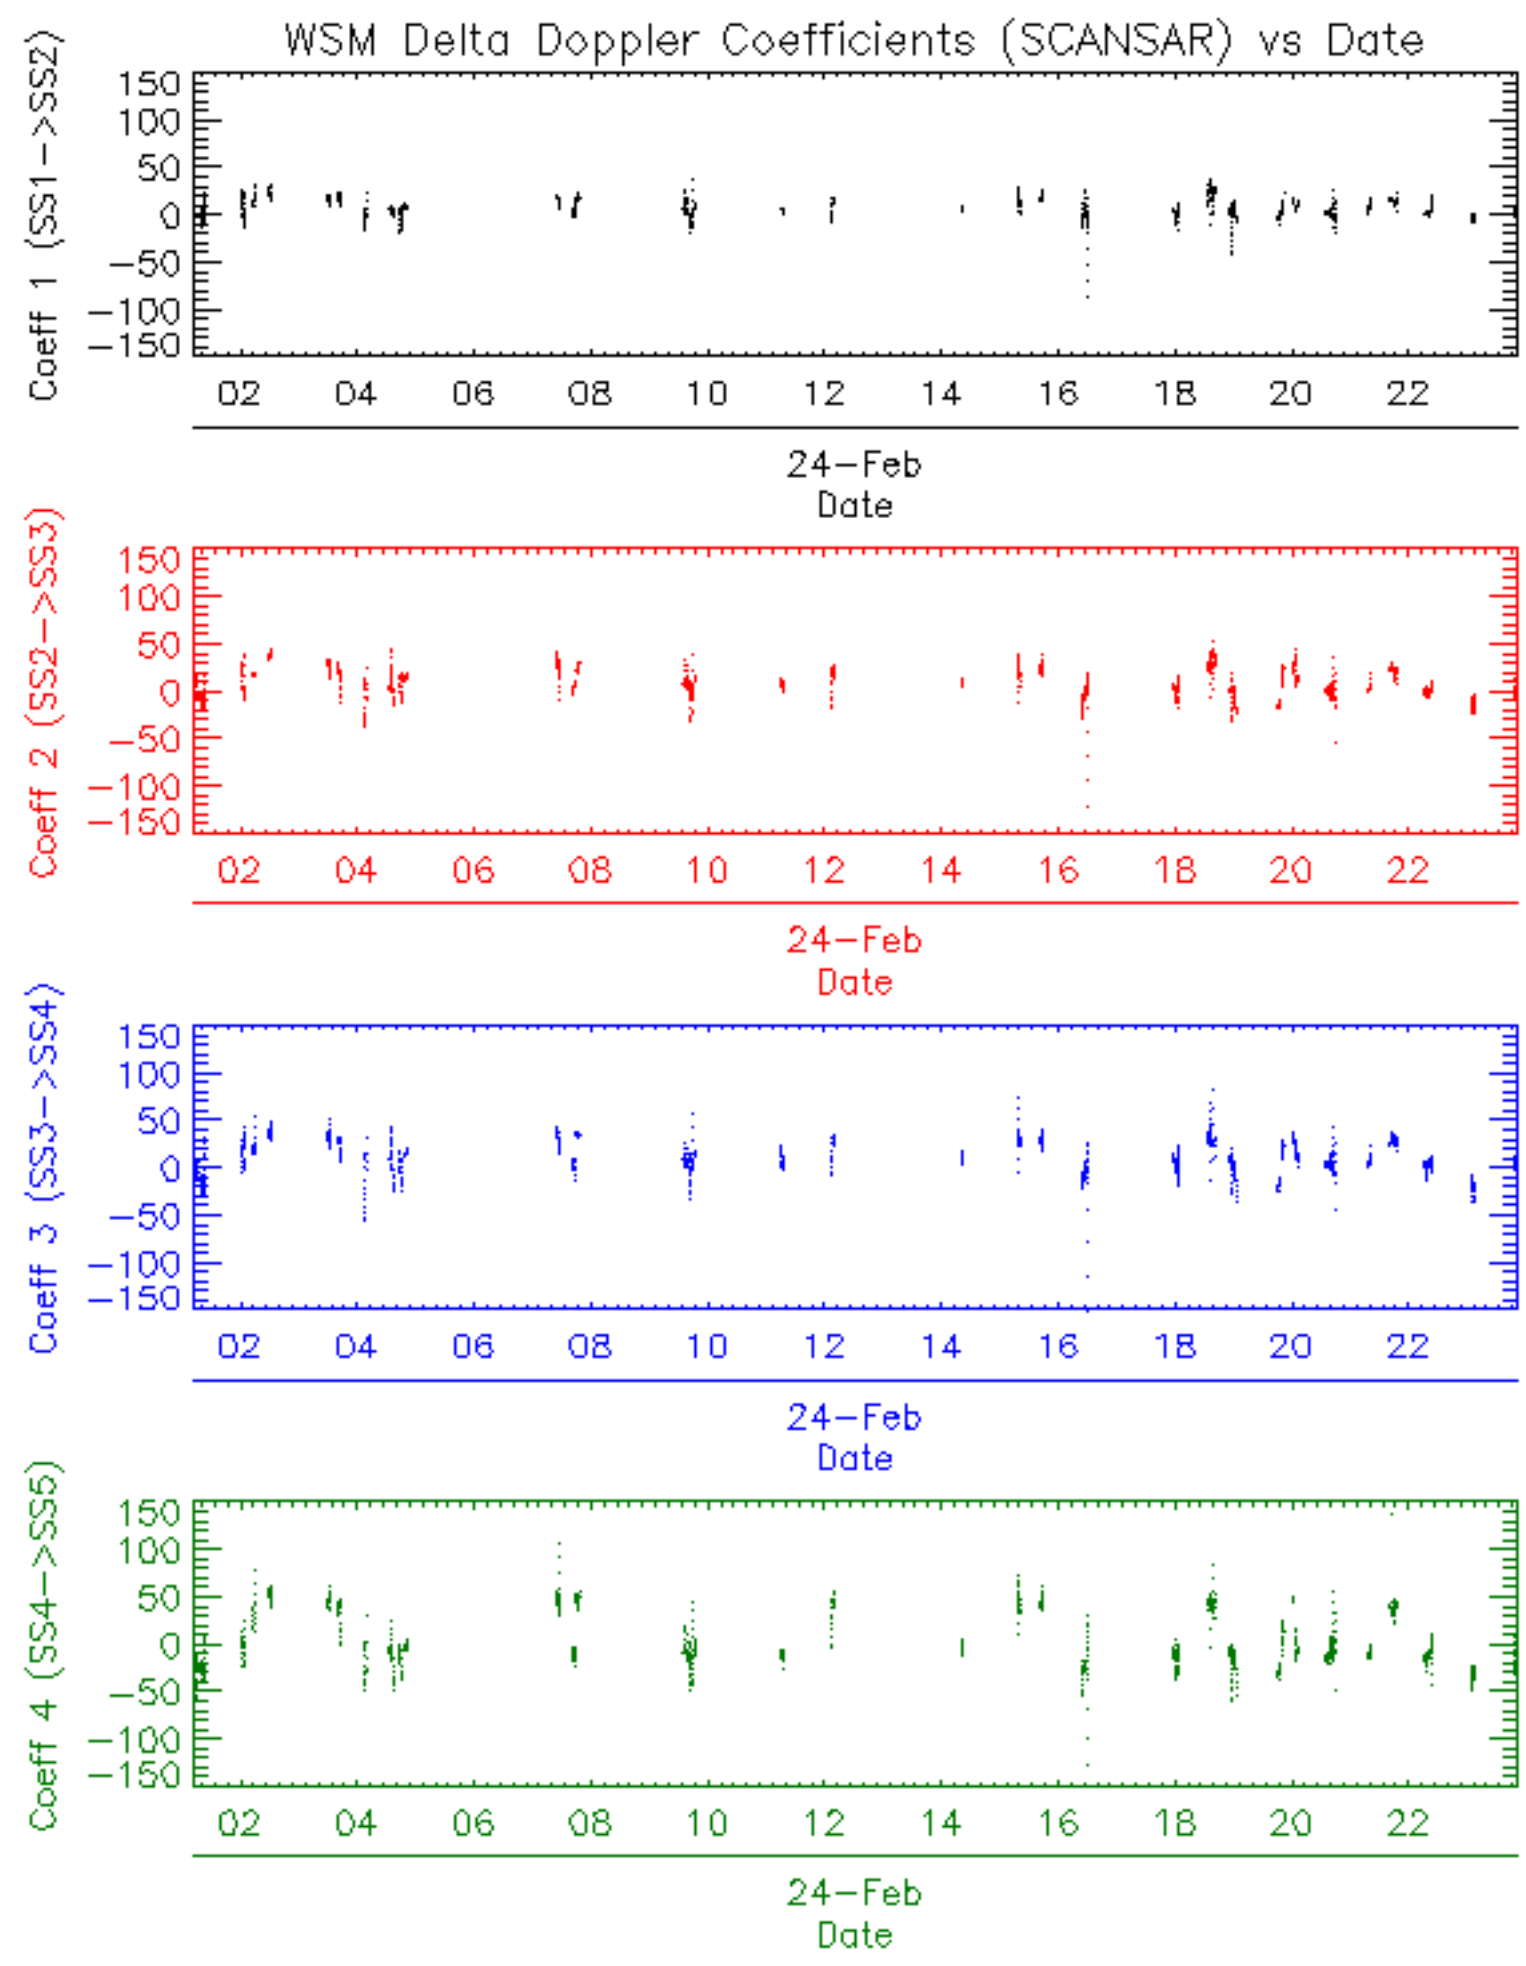 WSM Delta Doppler Coefficients (SCANSAR) vs Date
Coeff 1 (SS1->SS2)
150
100
50
0
-50
-100
-150
02 04 06 08 10 12 14 16 18 20 22
24-Feb
Date
Coeff 2 (SS2->SS3)
150
100
50
0
-50
-100
-150
02 04 06 08 10 12 14 16 18 20 22
24-Feb
Date
Coeff 3 (SS3->SS4)
150
100
50
0
-50
-100
-150
02 04 06 08 10 12 14 16 18 20 22
24-Feb
Date
Coeff 4 (SS4->SS5)
150
100
50
0
-50
-100
-150
02 04 06 08 10 12 14 16 18 20 22
24-Feb
Date